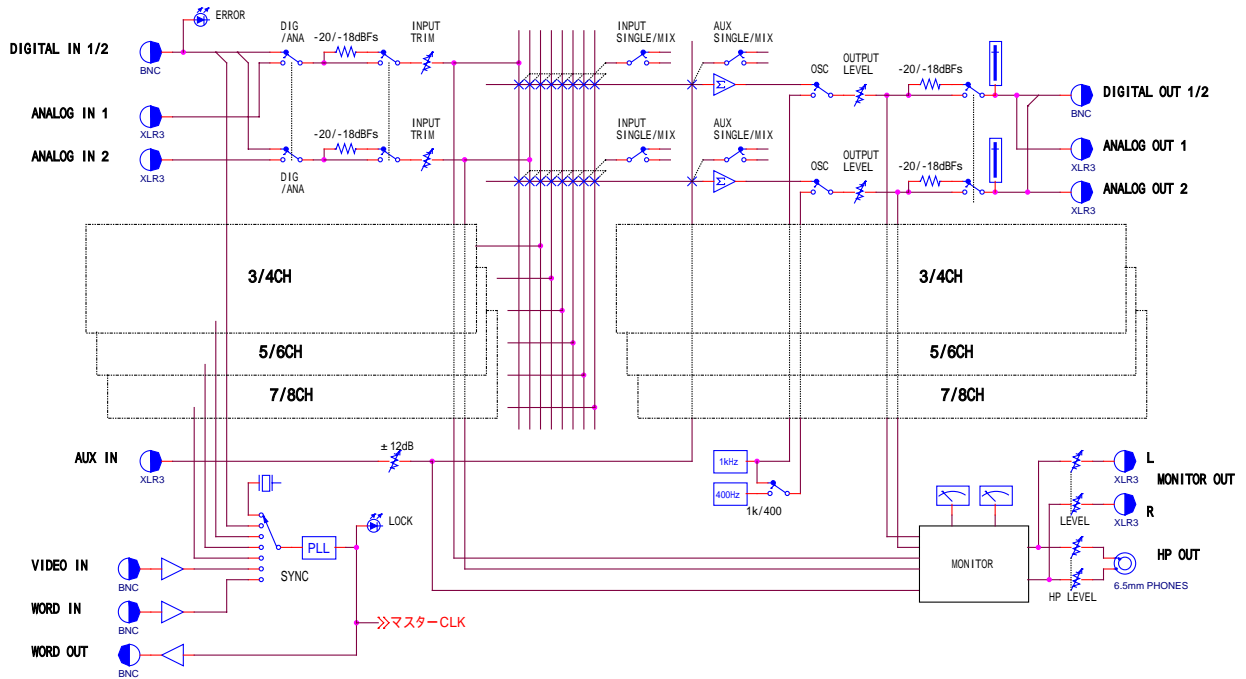 ERROR
DIGITAL IN 1/2
BNC
DIG
/ANA
-20/-18dBFs
INPUT
TRIM
INPUT
SINGLE/MIX
AUX
SINGLE/MIX
Σ
OSC
OUTPUT
LEVEL
-20/-18dBFs
DIGITAL OUT 1/2
BNC
ANALOG IN 1
XLR3
ANALOG IN 2
XLR3
DIG
/ANA
-20/-18dBFs
INPUT
TRIM
INPUT
SINGLE/MIX
AUX
SINGLE/MIX
Σ
OSC
OUTPUT
LEVEL
-20/-18dBFs
ANALOG OUT 1
XLR3
ANALOG OUT 2
XLR3
3/4CH
5/6CH
7/8CH
3/4CH
5/6CH
7/8CH
AUX IN
XLR3
±12dB
1kHz
400Hz
1k/400
L
XLR3
MONITOR OUT
R
XLR3
LEVEL
LOCK
PLL
SYNC
VIDEO IN
BNC
WORD IN
BNC
WORD OUT
BNC
マスターCLK
MONITOR
HP OUT
6.5mm PHONES
HP LEVEL